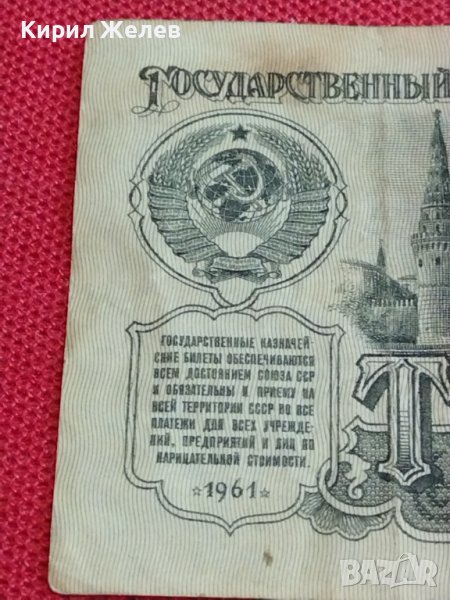 Кирил Желев
ГОСУДАРСТВЕННЫЙ
ГОСУДАРСТВЕННЫЕ КАЗНАЧЕЙ-
СКИЕ БИЛЕТЫ ОБЕСПЕЧИВАЮТСЯ
ВСЕМ ДОСТОЯНИЕМ СОЮЗА ССР
И ОБЯЗАТЕЛЬНЫ К ПРИЕМУ НА
ВСЕЙ ТЕРРИТОРИИ СССР ВО ВСЕ
ПЛАТЕЖИ ДЛЯ ВСЕХ УЧРЕЖДЕ-
НИЙ, ПРЕДПРИЯТИЙ И ЛИЦ ПО
НАРИЦАТЕЛЬНОЙ СТОИМОСТИ.
1961
Т
BAZAR